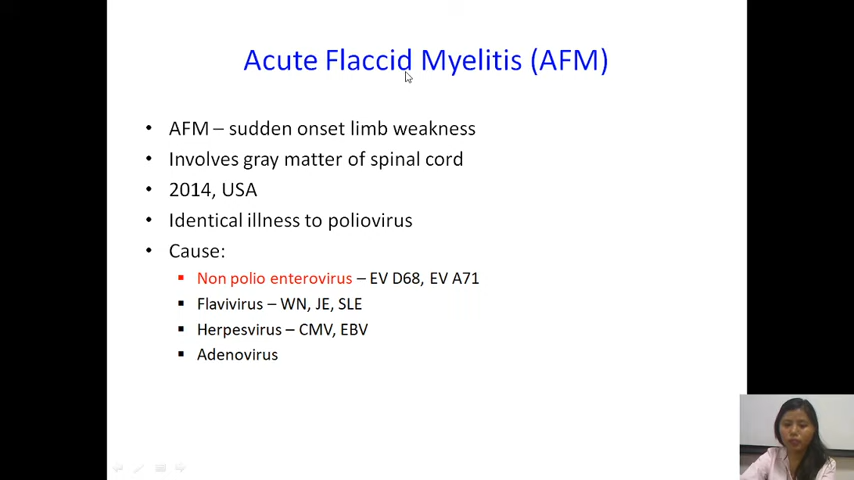 Acute Flaccid Myelitis (AFM)
• AFM – sudden onset limb weakness
• Involves gray matter of spinal cord
• 2014, USA
• Identical illness to poliovirus
• Cause:
▪ Non polio enterovirus – EV D68, EV A71
▪ Flavivirus – WN, JE, SLE
▪ Herpesvirus – CMV, EBV
▪ Adenovirus